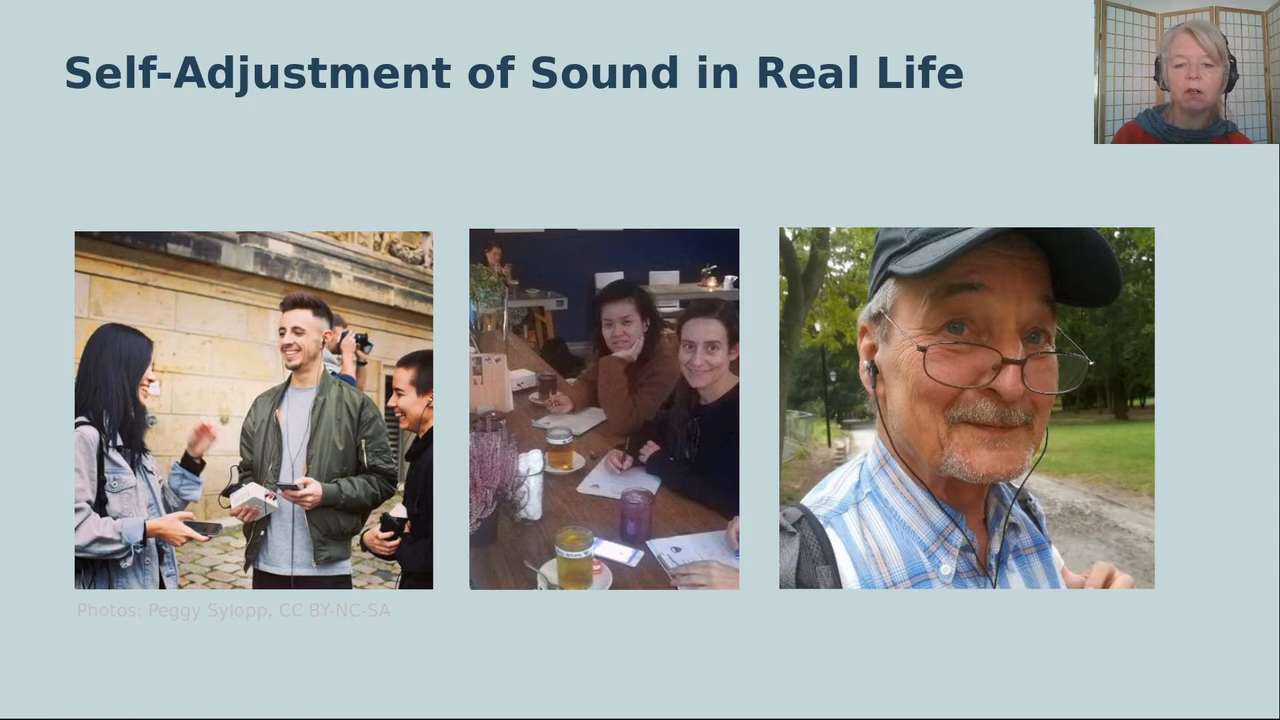 Self-Adjustment of Sound in Real Life
Photos: Peggy Sylopp, CC BY-NC-SA